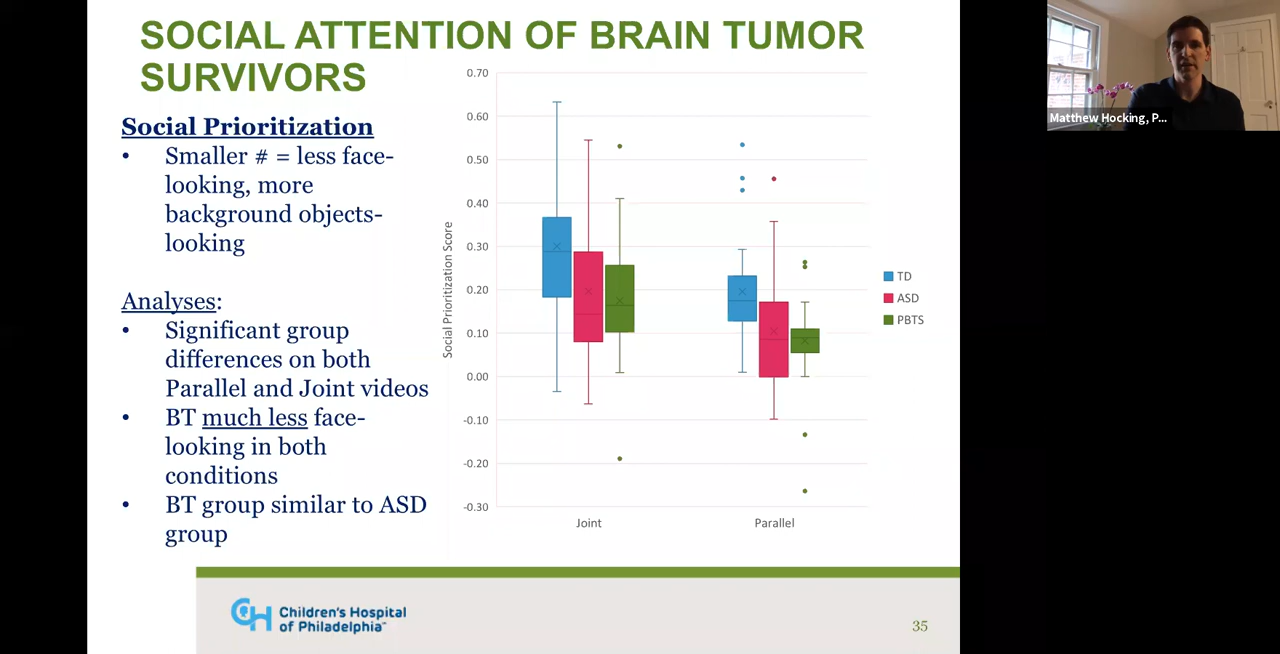 SOCIAL ATTENTION OF BRAIN TUMOR
SURVIVORS
Social Prioritization
• Smaller # = less face-
looking, more
background objects-
looking
Analyses:
• Significant group
differences on both
Parallel and Joint videos
• BT much less face-
looking in both
conditions
• BT group similar to ASD
group
Social Prioritization Score
0.70
0.60
0.50
0.40
0.30
0.20
0.10
0.00
-0.10
-0.20
-0.30
Joint
Parallel
TD
ASD
PBTS
CH
Children's Hospital
of Philadelphia™
35
Matthew Hocking, P...